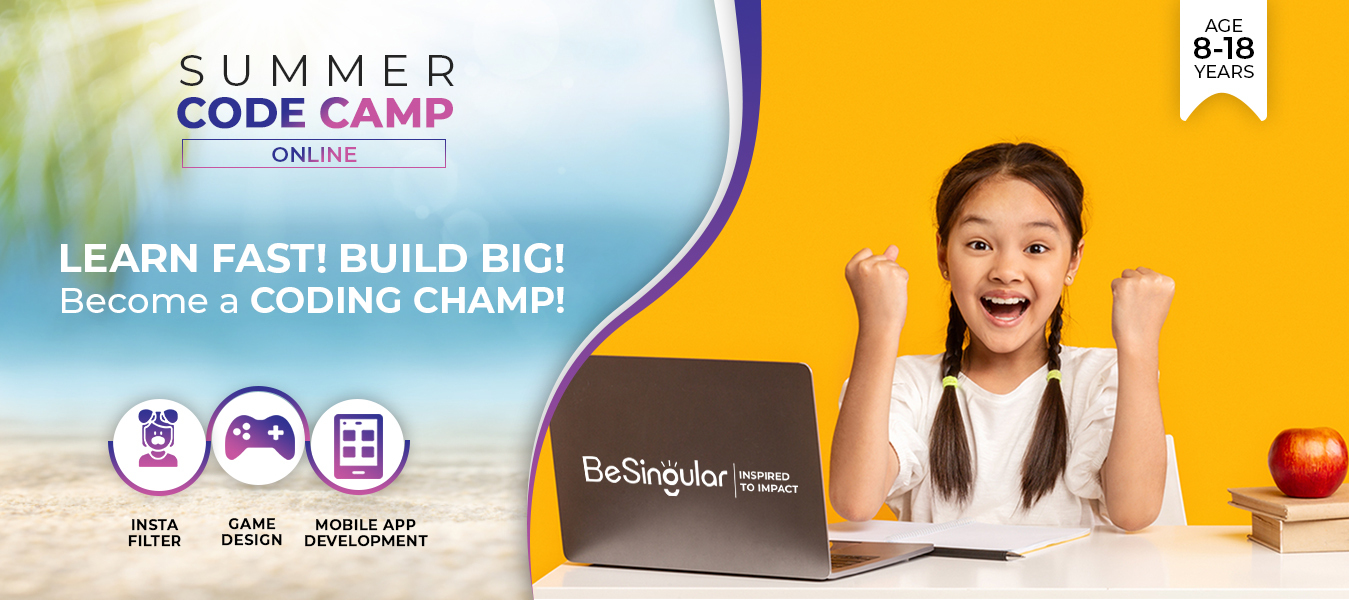 SUMMER
CODE CAMP
ONLINE
LEARN FAST! BUILD BIG!
Become a CODING CHAMP!
INSTA
FILTER
GAME
DESIGN
MOBILE APP
DEVELOPMENT
BeSingular
INSPIRED
TO IMPACT
AGE
8-18
YEARS